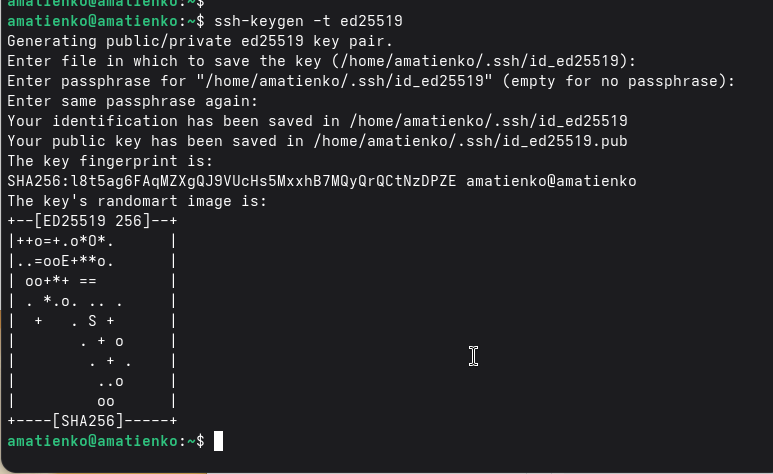 amatienko@amatienko:~$
amatienko@amatienko:~$ ssh-keygen -t ed25519
Generating public/private ed25519 key pair.
Enter file in which to save the key (/home/amatienko/.ssh/id_ed25519):
Enter passphrase for "/home/amatienko/.ssh/id_ed25519" (empty for no passphrase):
Enter same passphrase again:
Your identification has been saved in /home/amatienko/.ssh/id_ed25519
Your public key has been saved in /home/amatienko/.ssh/id_ed25519.pub
The key fingerprint is:
SHA256:l8t5ag6FAqMZXgQJ9VUcHs5MxxhB7MQyQrQCtNzDPZE amatienko@amatienko
The key's randomart image is:
+--[ED25519 256]--+
|++o=+.o*O*.      |
|..=ooE+**o.      |
| oo+*+ ==        |
| . *.o. .. .     |
|  +   . S +      |
|       . + o     |
|        . + .    |
|         ..o     |
|         oo      |
+----[SHA256]-----+
amatienko@amatienko:~$